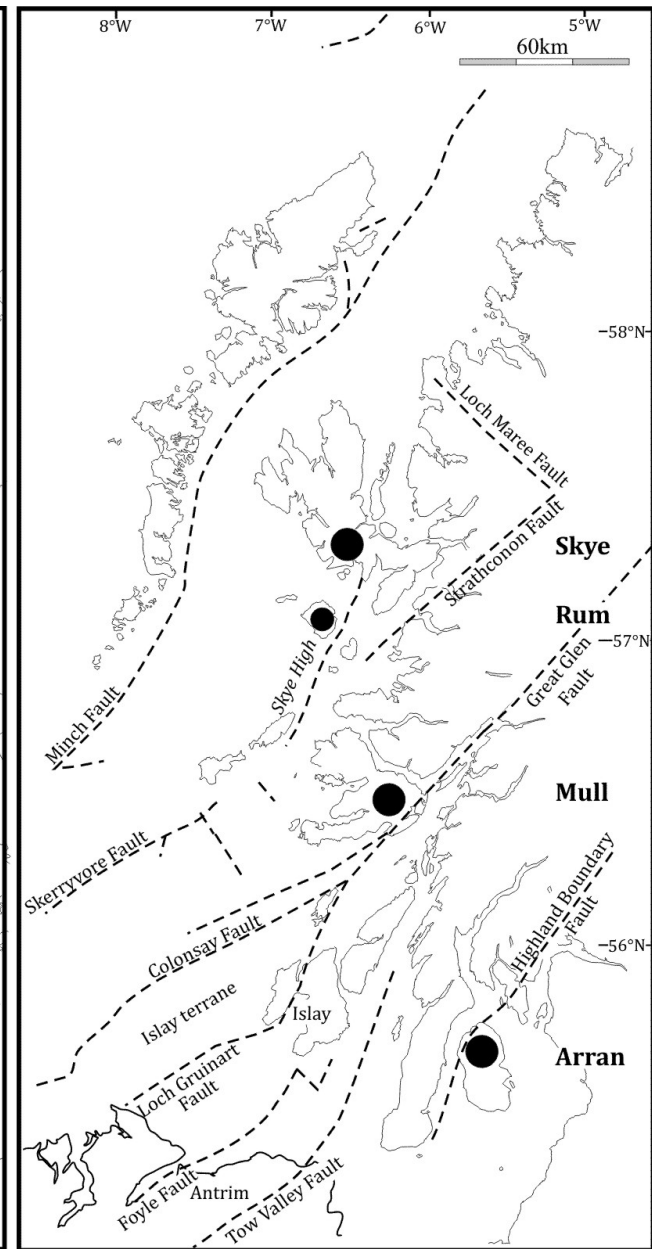 8°W 7°W 6°W 5°W
60km
58°N
Loch Maree Fault
Strathconon Fault
Skye
Rum
57°N
Great Glen
Fault
Skye High
Minch Fault
Mull
Skerryvore Fault
Highland Boundary
Fault
56°N
Colonsay Fault
Islay terrane
Islay
Loch Gruinart
Fault
Arran
Foyle Fault
Antrim
Tow Valley Fault